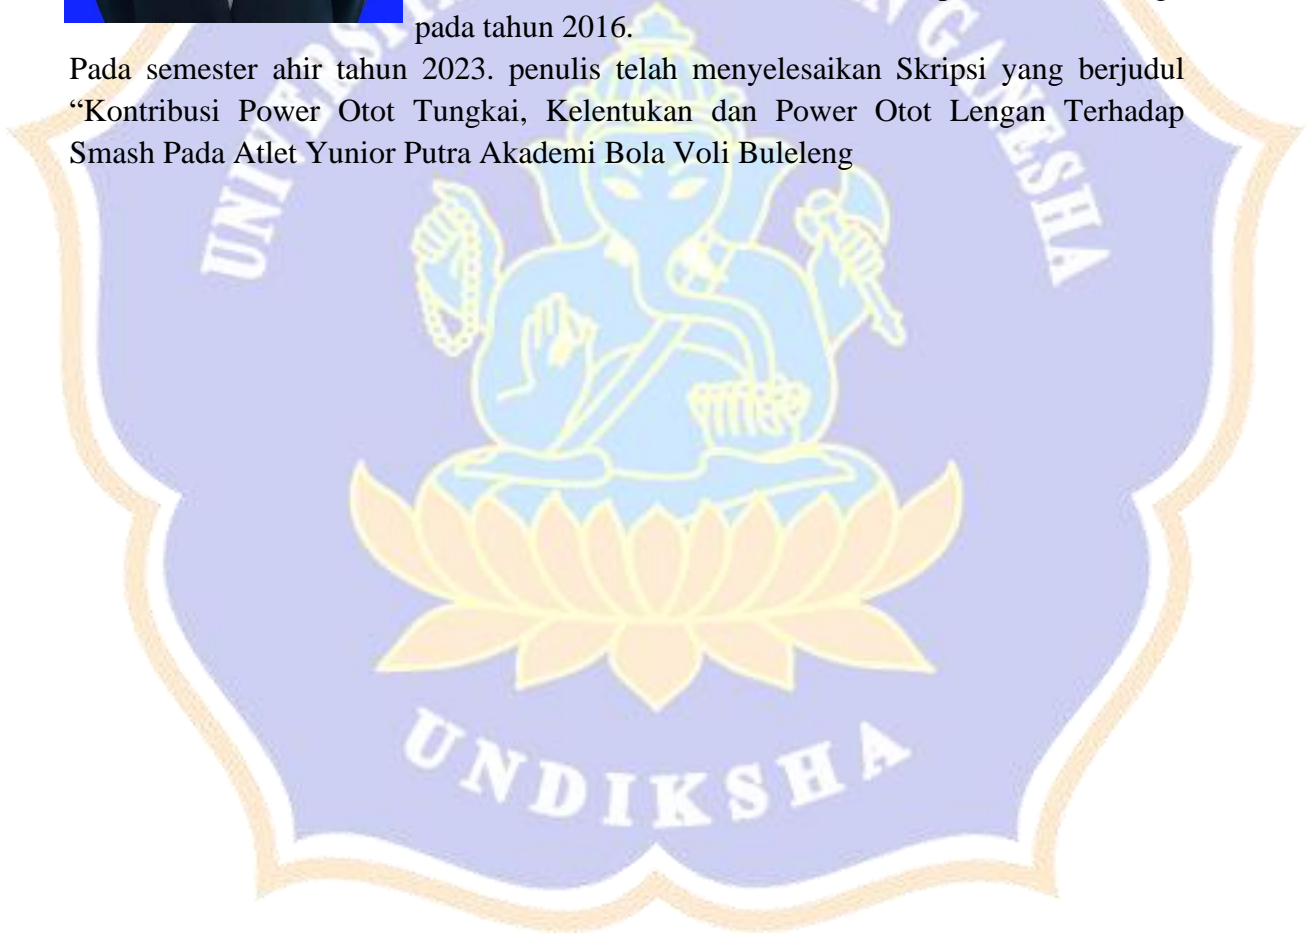 pada tahun 2016.
Pada semester ahir tahun 2023. penulis telah menyelesaikan Skripsi yang berjudul
“Kontribusi Power Otot Tungkai, Kelentukan dan Power Otot Lengan Terhadap
Smash Pada Atlet Yunior Putra Akademi Bola Voli Buleleng
GANESHA
UNDIKSHA